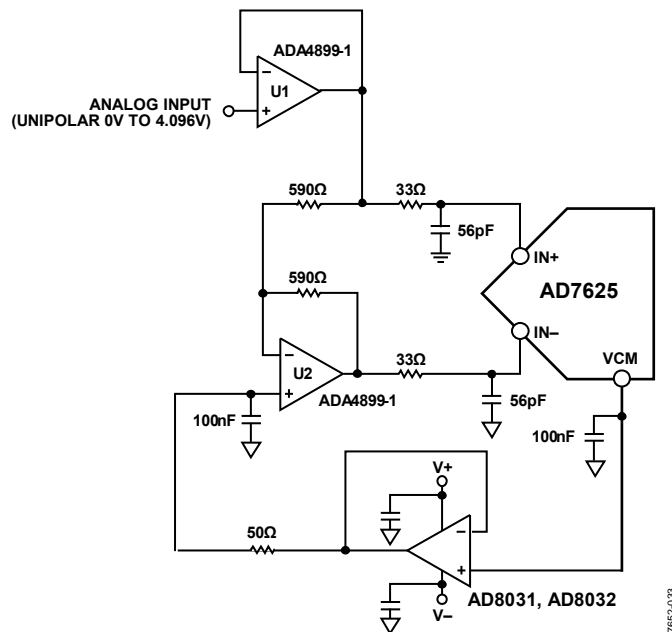 ADA4899-1
−
U1
+
ANALOG INPUT
(UNIPOLAR 0V TO 4.096V)
590Ω
33Ω
56pF
IN+
590Ω
AD7625
IN−
−
U2
+
33Ω
VCM
ADA4899-1
100nF
56pF
100nF
V+
50Ω
−
+
AD8031, AD8032
V−